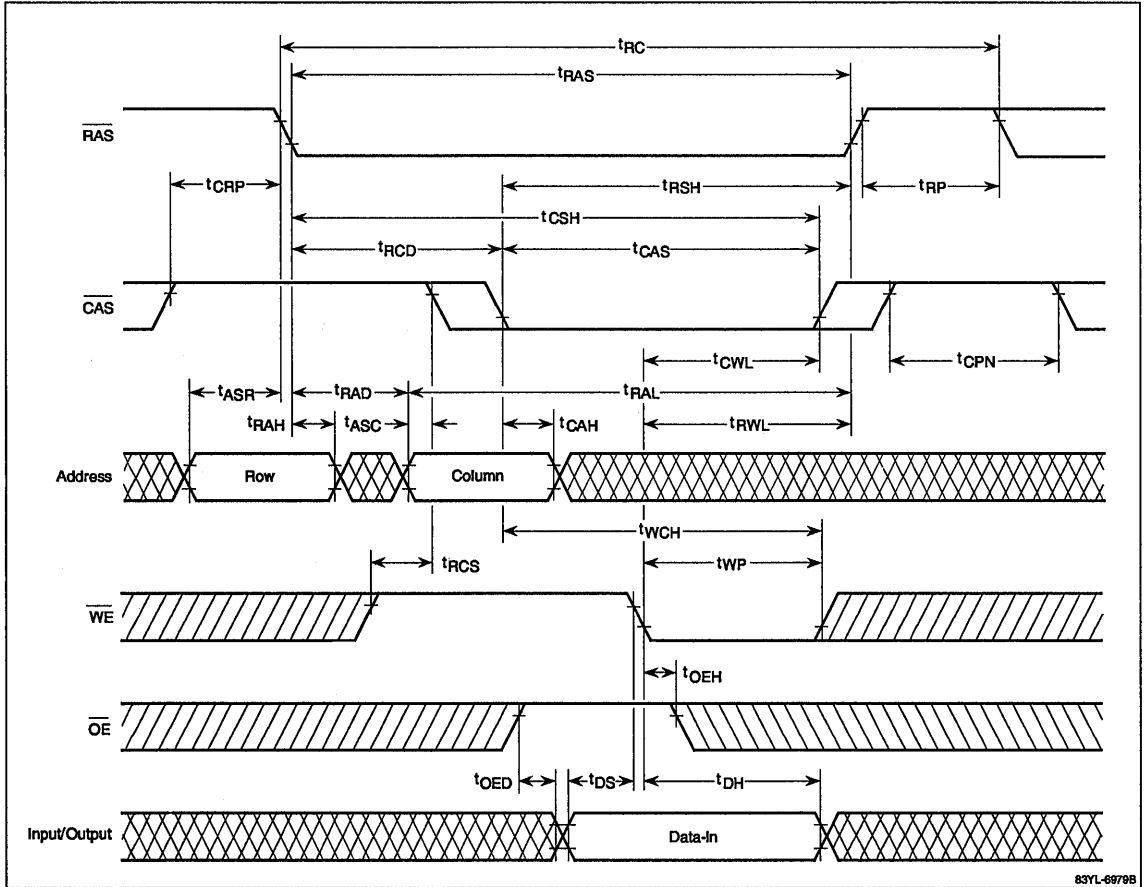 tRC
tRAS
RAS
tCRP
tRSH
tRP
tCSH
tRCD
tCAS
CAS
tCWL
tCPN
tASR
tRAD
tRAL
tRAH
tASC
tCAH
tRWL
Address
Row
Column
tWCH
tRCS
tWP
WE
tOEH
OE
tOED
tDS
tDH
Input/Output
Data-In
83YL-6979B